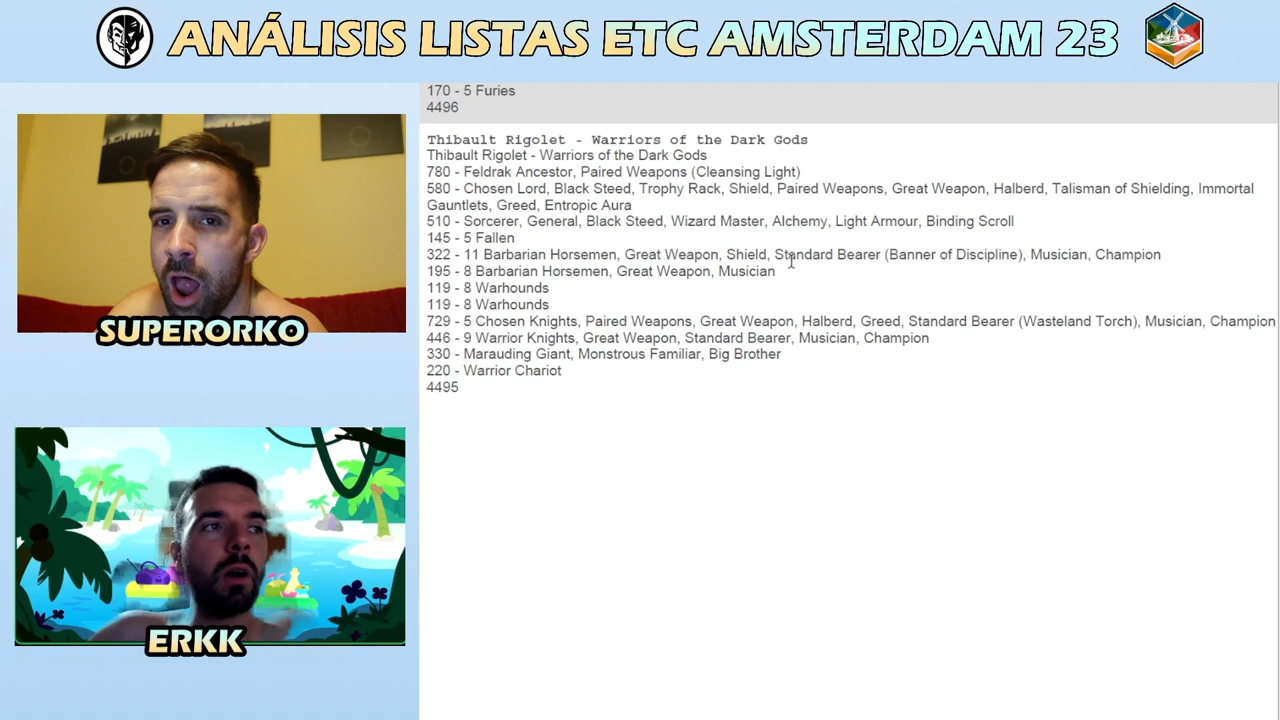 ANÁLISIS LISTAS ETC AMSTERDAM 23
170 - 5 Furies
4496
Thibault Rigolet - Warriors of the Dark Gods
Thibault Rigolet - Warriors of the Dark Gods
780 - Feldrak Ancestor, Paired Weapons (Cleansing Light)
580 - Chosen Lord, Black Steed, Trophy Rack, Shield, Paired Weapons, Great Weapon, Halberd, Talisman of Shielding, Immortal
Gauntlets, Greed, Entropic Aura
510 - Sorcerer, General, Black Steed, Wizard Master, Alchemy, Light Armour, Binding Scroll
145 - 5 Fallen
322 - 11 Barbarian Horsemen, Great Weapon, Shield, Standard Bearer (Banner of Discipline), Musician, Champion
195 - 8 Barbarian Horsemen, Great Weapon, Musician
119 - 8 Warhounds
119 - 8 Warhounds
729 - 5 Chosen Knights, Paired Weapons, Great Weapon, Halberd, Greed, Standard Bearer (Wasteland Torch), Musician, Champion
446 - 9 Warrior Knights, Great Weapon, Standard Bearer, Musician, Champion
330 - Marauding Giant, Monstrous Familiar, Big Brother
220 - Warrior Chariot
4495
SUPERORKO
ERKK